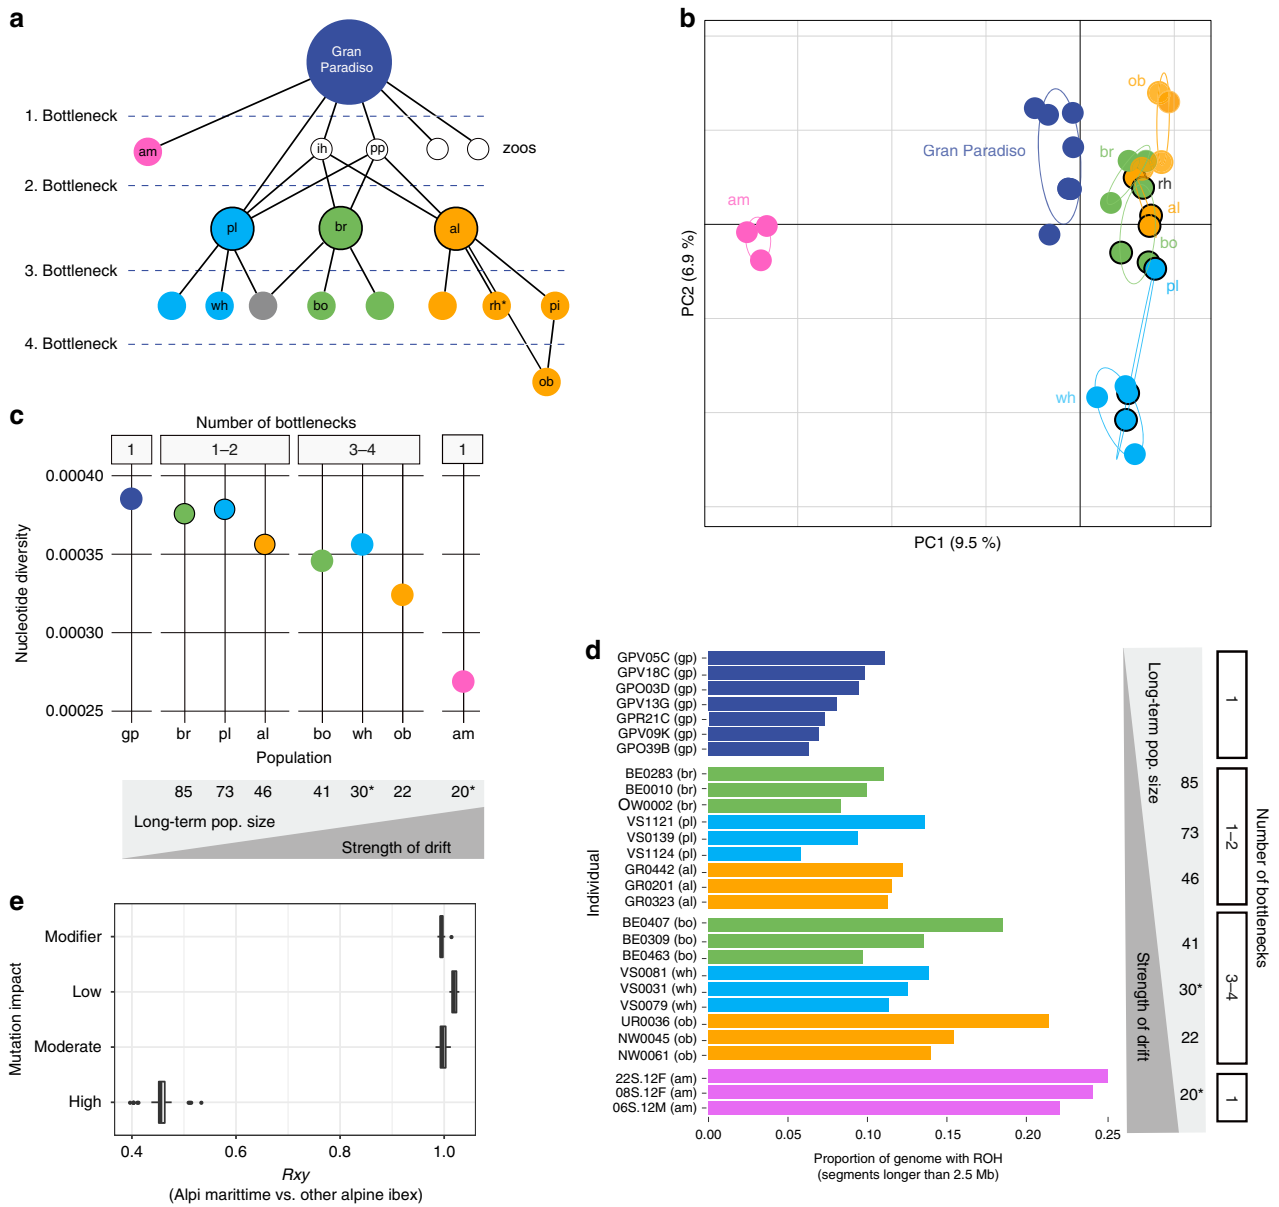 a
Gran
Paradiso
1. Bottleneck
am
ih
pp
zoos
2. Bottleneck
pl
br
al
3. Bottleneck
wh
bo
rh*
pi
4. Bottleneck
ob
b
ob
br
Gran Paradiso
rh
am
al
bo
pl
wh
PC2 (6.9 %)
PC1 (9.5 %)
c
Number of bottlenecks
1
1–2
3–4
1
0.00040
0.00035
0.00030
0.00025
Nucleotide diversity
gp
br
pl
al
bo
wh
ob
am
Population
85
73
46
41
30*
22
20*
Long-term pop. size
Strength of drift
d
GPV05C (gp)
GPV18C (gp)
GPO03D (gp)
GPV13G (gp)
GPR21C (gp)
GPV09K (gp)
GPO39B (gp)
BE0283 (br)
BE0010 (br)
OW0002 (br)
VS1121 (pl)
VS0139 (pl)
VS1124 (pl)
GR0442 (al)
GR0201 (al)
GR0323 (al)
BE0407 (bo)
BE0309 (bo)
BE0463 (bo)
VS0081 (wh)
VS0031 (wh)
VS0079 (wh)
UR0036 (ob)
NW0045 (ob)
NW0061 (ob)
22S.12F (am)
08S.12F (am)
06S.12M (am)
Individual
0.00
0.05
0.10
0.15
0.20
0.25
Proportion of genome with ROH
(segments longer than 2.5 Mb)
Long-term pop. size
Strength of drift
85
73
46
41
30*
22
20*
1
1–2
3–4
1
Number of bottlenecks
e
Modifier
Low
Moderate
High
Mutation impact
0.4
0.6
0.8
1.0
Rxy
(Alpi marittime vs. other alpine ibex)